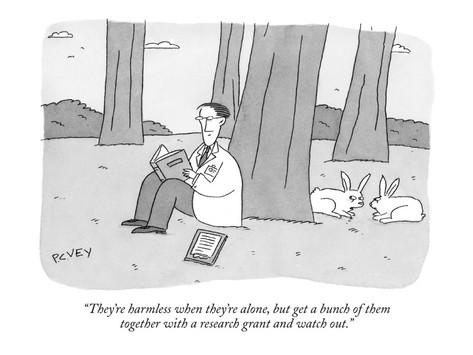 P.C.VEY
“They’re harmless when they’re alone, but get a bunch of them
together with a research grant and watch out.”